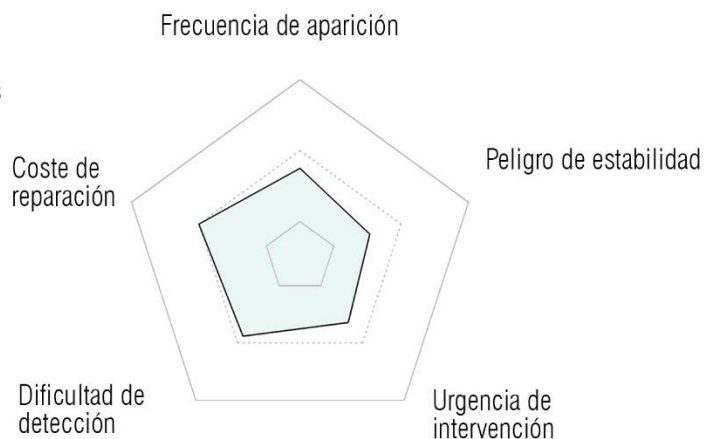 Frecuencia de aparición
Peligro de estabilidad
Coste de
reparación
Dificultad de
detección
Urgencia de
intervención